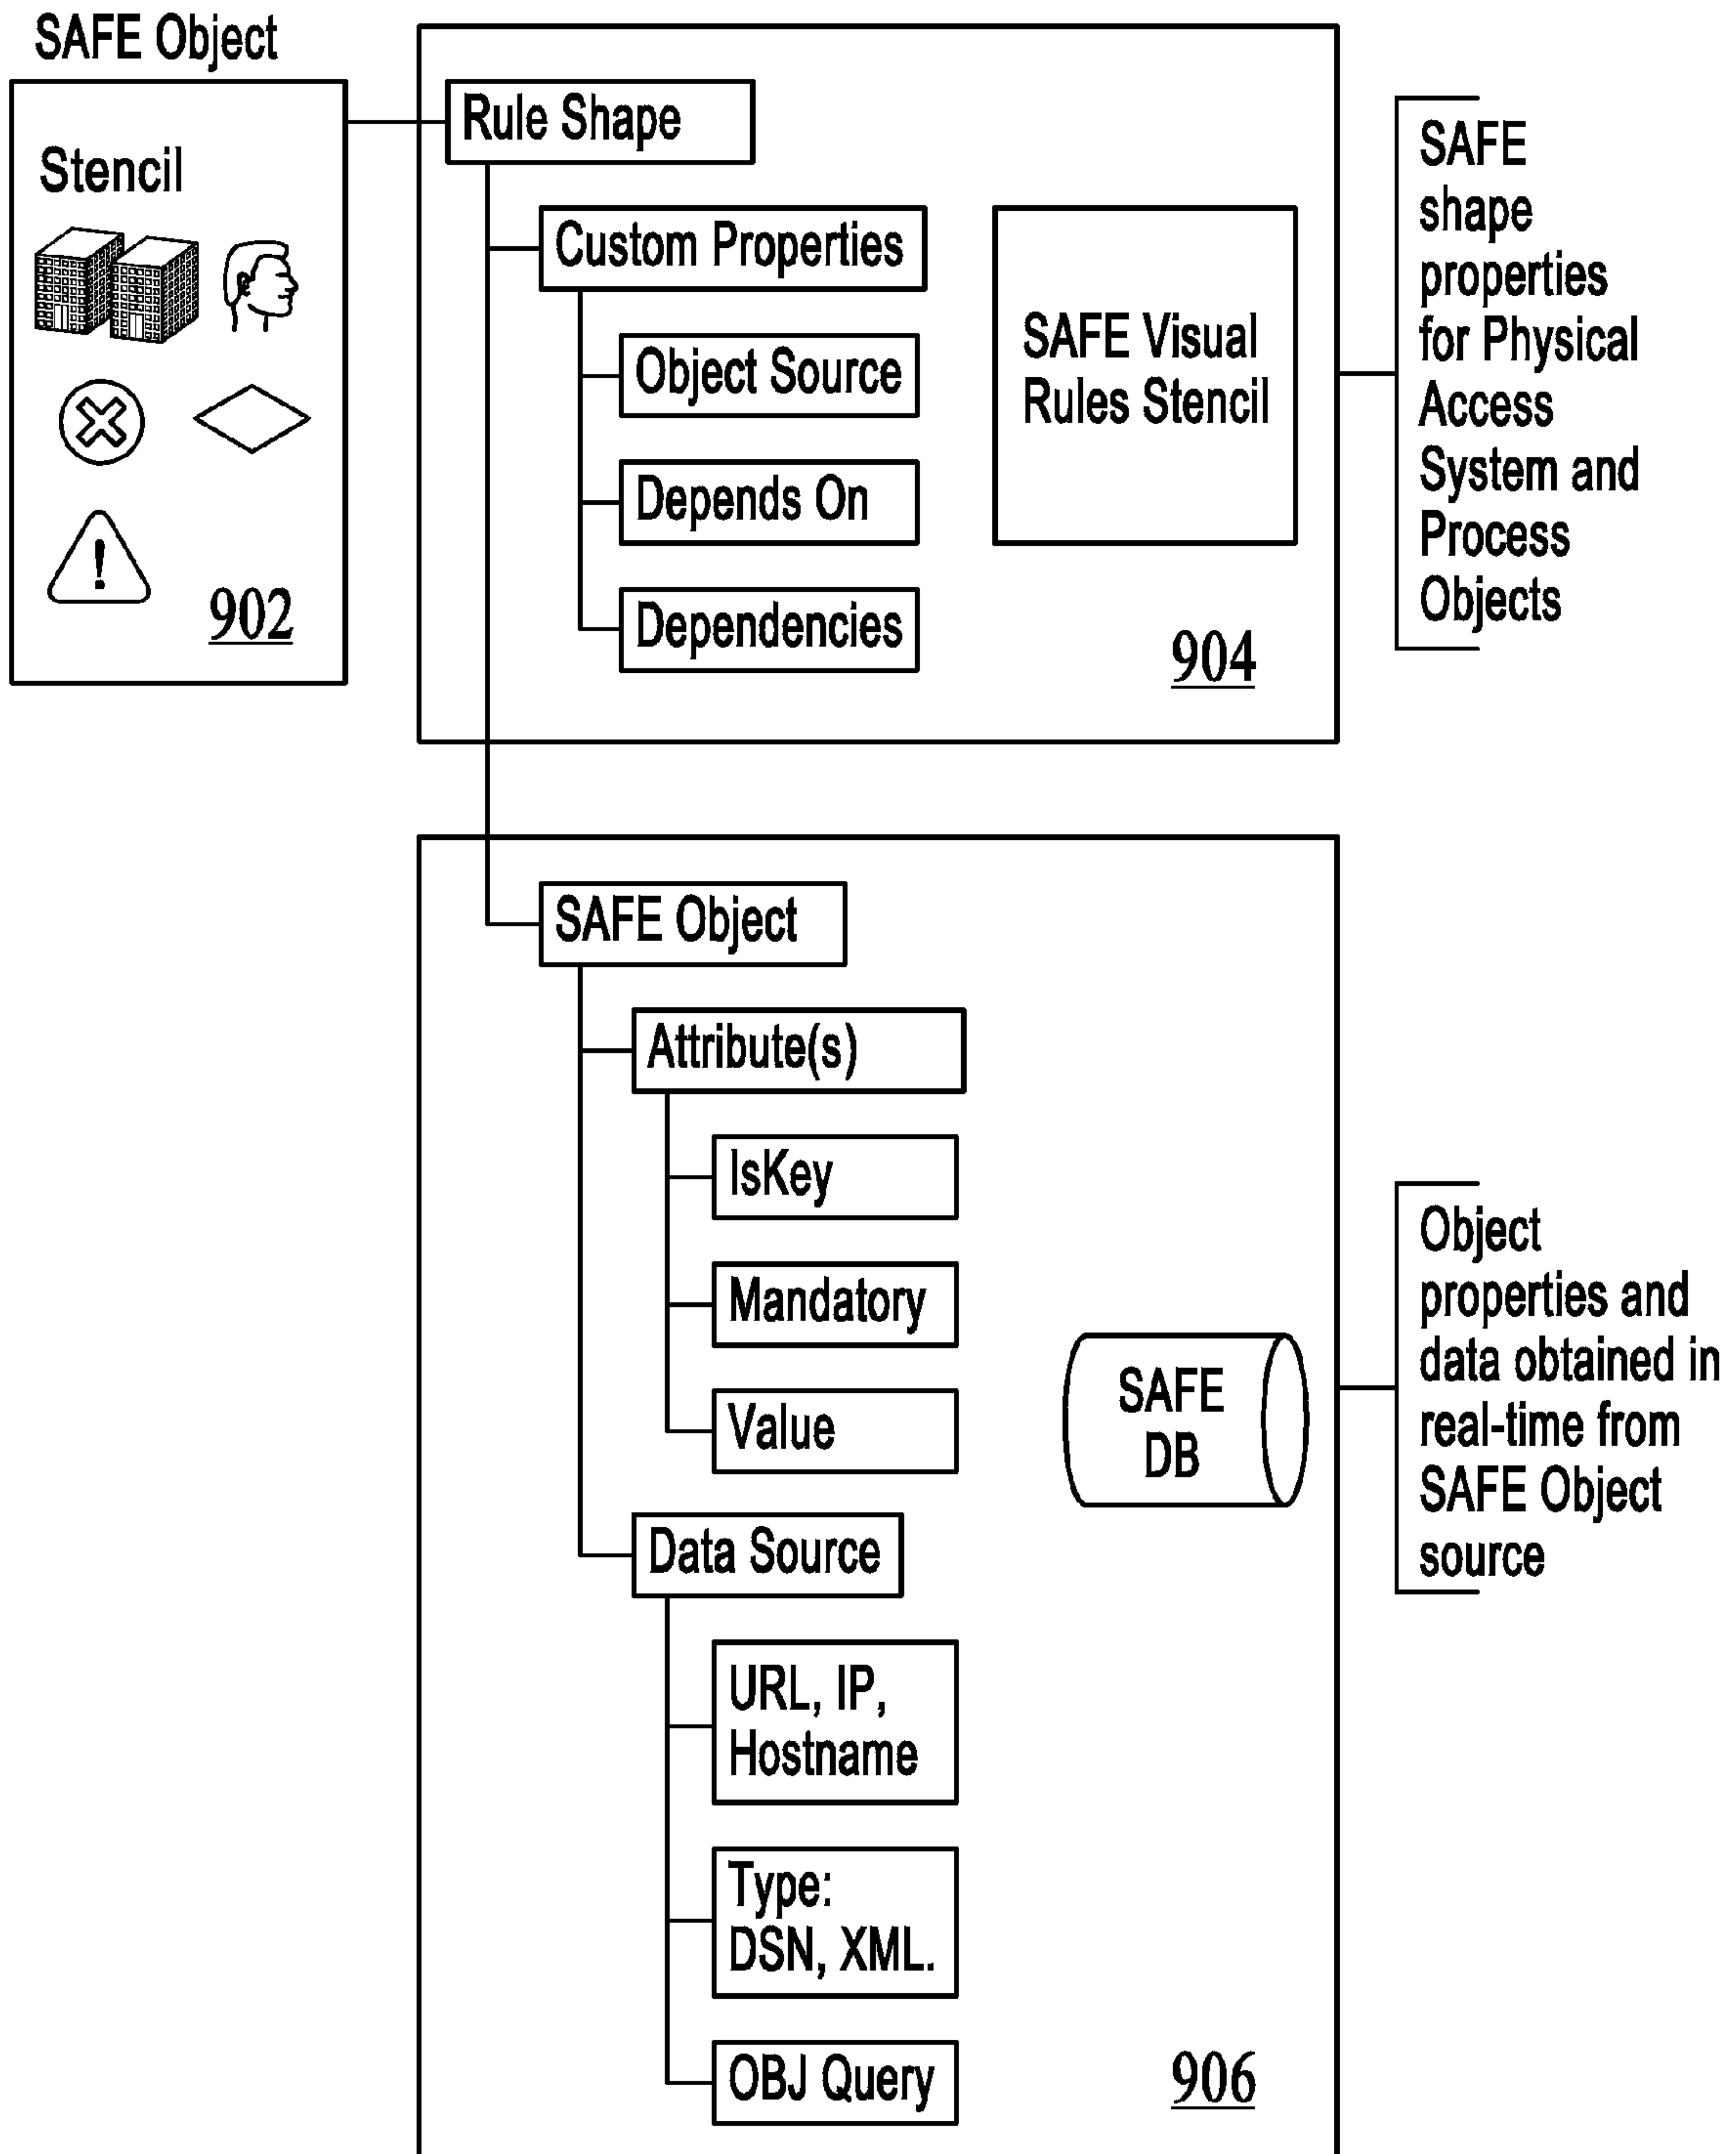 SAFE Object
Stencil
902
Rule Shape
Custom Properties
Object Source
Depends On
Dependencies
SAFE Visual
Rules Stencil
904
SAFE
shape
properties
for Physical
Access
System and
Process
Objects
SAFE Object
Attribute(s)
IsKey
Mandatory
Value
Data Source
URL, IP,
Hostname
Type:
DSN, XML.
OBJ Query
SAFE
DB
906
Object
properties and
data obtained in
real-time from
SAFE Object
source